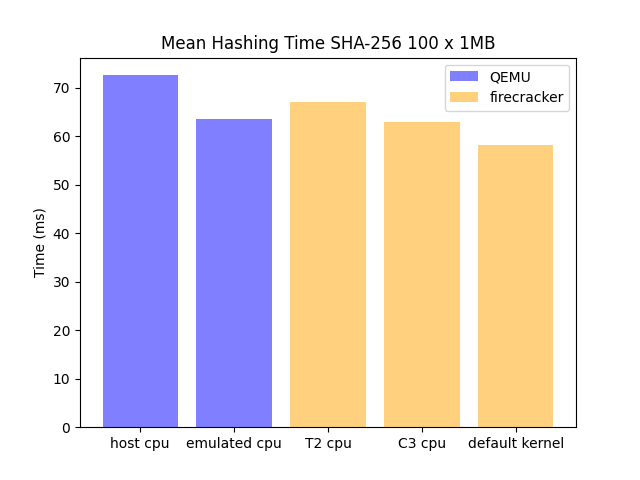 Mean Hashing Time SHA-256 100 x 1MB
QEMU
firecracker
Time (ms)
70
60
50
40
30
20
10
0
host cpu
emulated cpu
T2 cpu
C3 cpu
default kernel